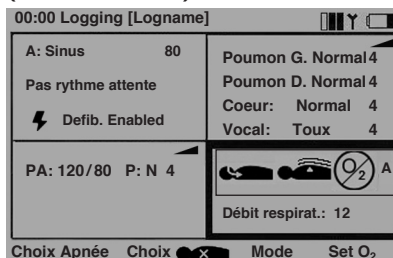 00:00 Logging [Logname]
A: Sinus 80
Pas rythme attente
Defib. Enabled
Poumon G. Normal 4
Poumon D. Normal 4
Coeur: Normal 4
Vocal: Toux 4
PA: 120/80 P: N 4
O2 A
Débit respirat.: 12
Choix Apnée Choix X Mode Set O2